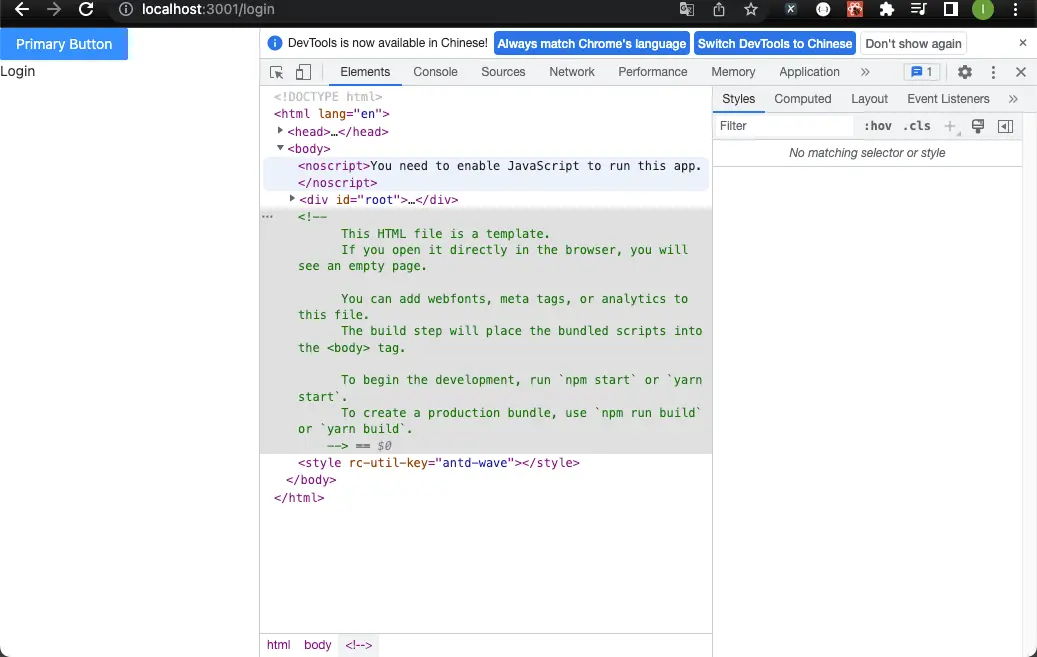 localhost:3001/login
Primary Button
Login
DevTools is now available in Chinese! Always match Chrome's language Switch DevTools to Chinese Don't show again
Elements Console Sources Network Performance Memory Application 1
<!DOCTYPE html>
<html lang="en">
<head>…</head>
<body>
<noscript>You need to enable JavaScript to run this app.
</noscript>
<div id="root">…</div>
<!--
This HTML file is a template.
If you open it directly in the browser, you will
see an empty page.
You can add webfonts, meta tags, or analytics to
this file.
The build step will place the bundled scripts into
the <body> tag.
To begin the development, run `npm start` or `yarn
start`.
To create a production bundle, use `npm run build`
or `yarn build`.
--> == $0
<style rc-util-key="antd-wave"></style>
</body>
</html>
html body <!-->
Styles Computed Layout Event Listeners
Filter :hov .cls
No matching selector or style